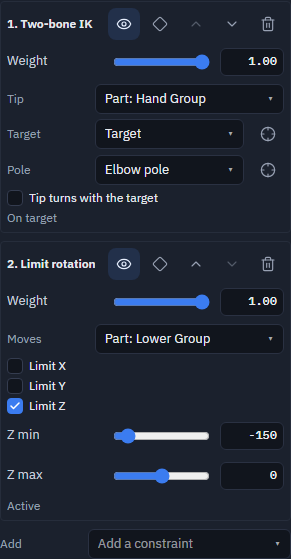 1. Two-bone IK
Weight 1.00
Tip Part: Hand Group
Target Target
Pole Elbow pole
Tip turns with the target
On target
2. Limit rotation
Weight 1.00
Moves Part: Lower Group
Limit X
Limit Y
Limit Z
Z min -150
Z max 0
Active
Add Add a constraint